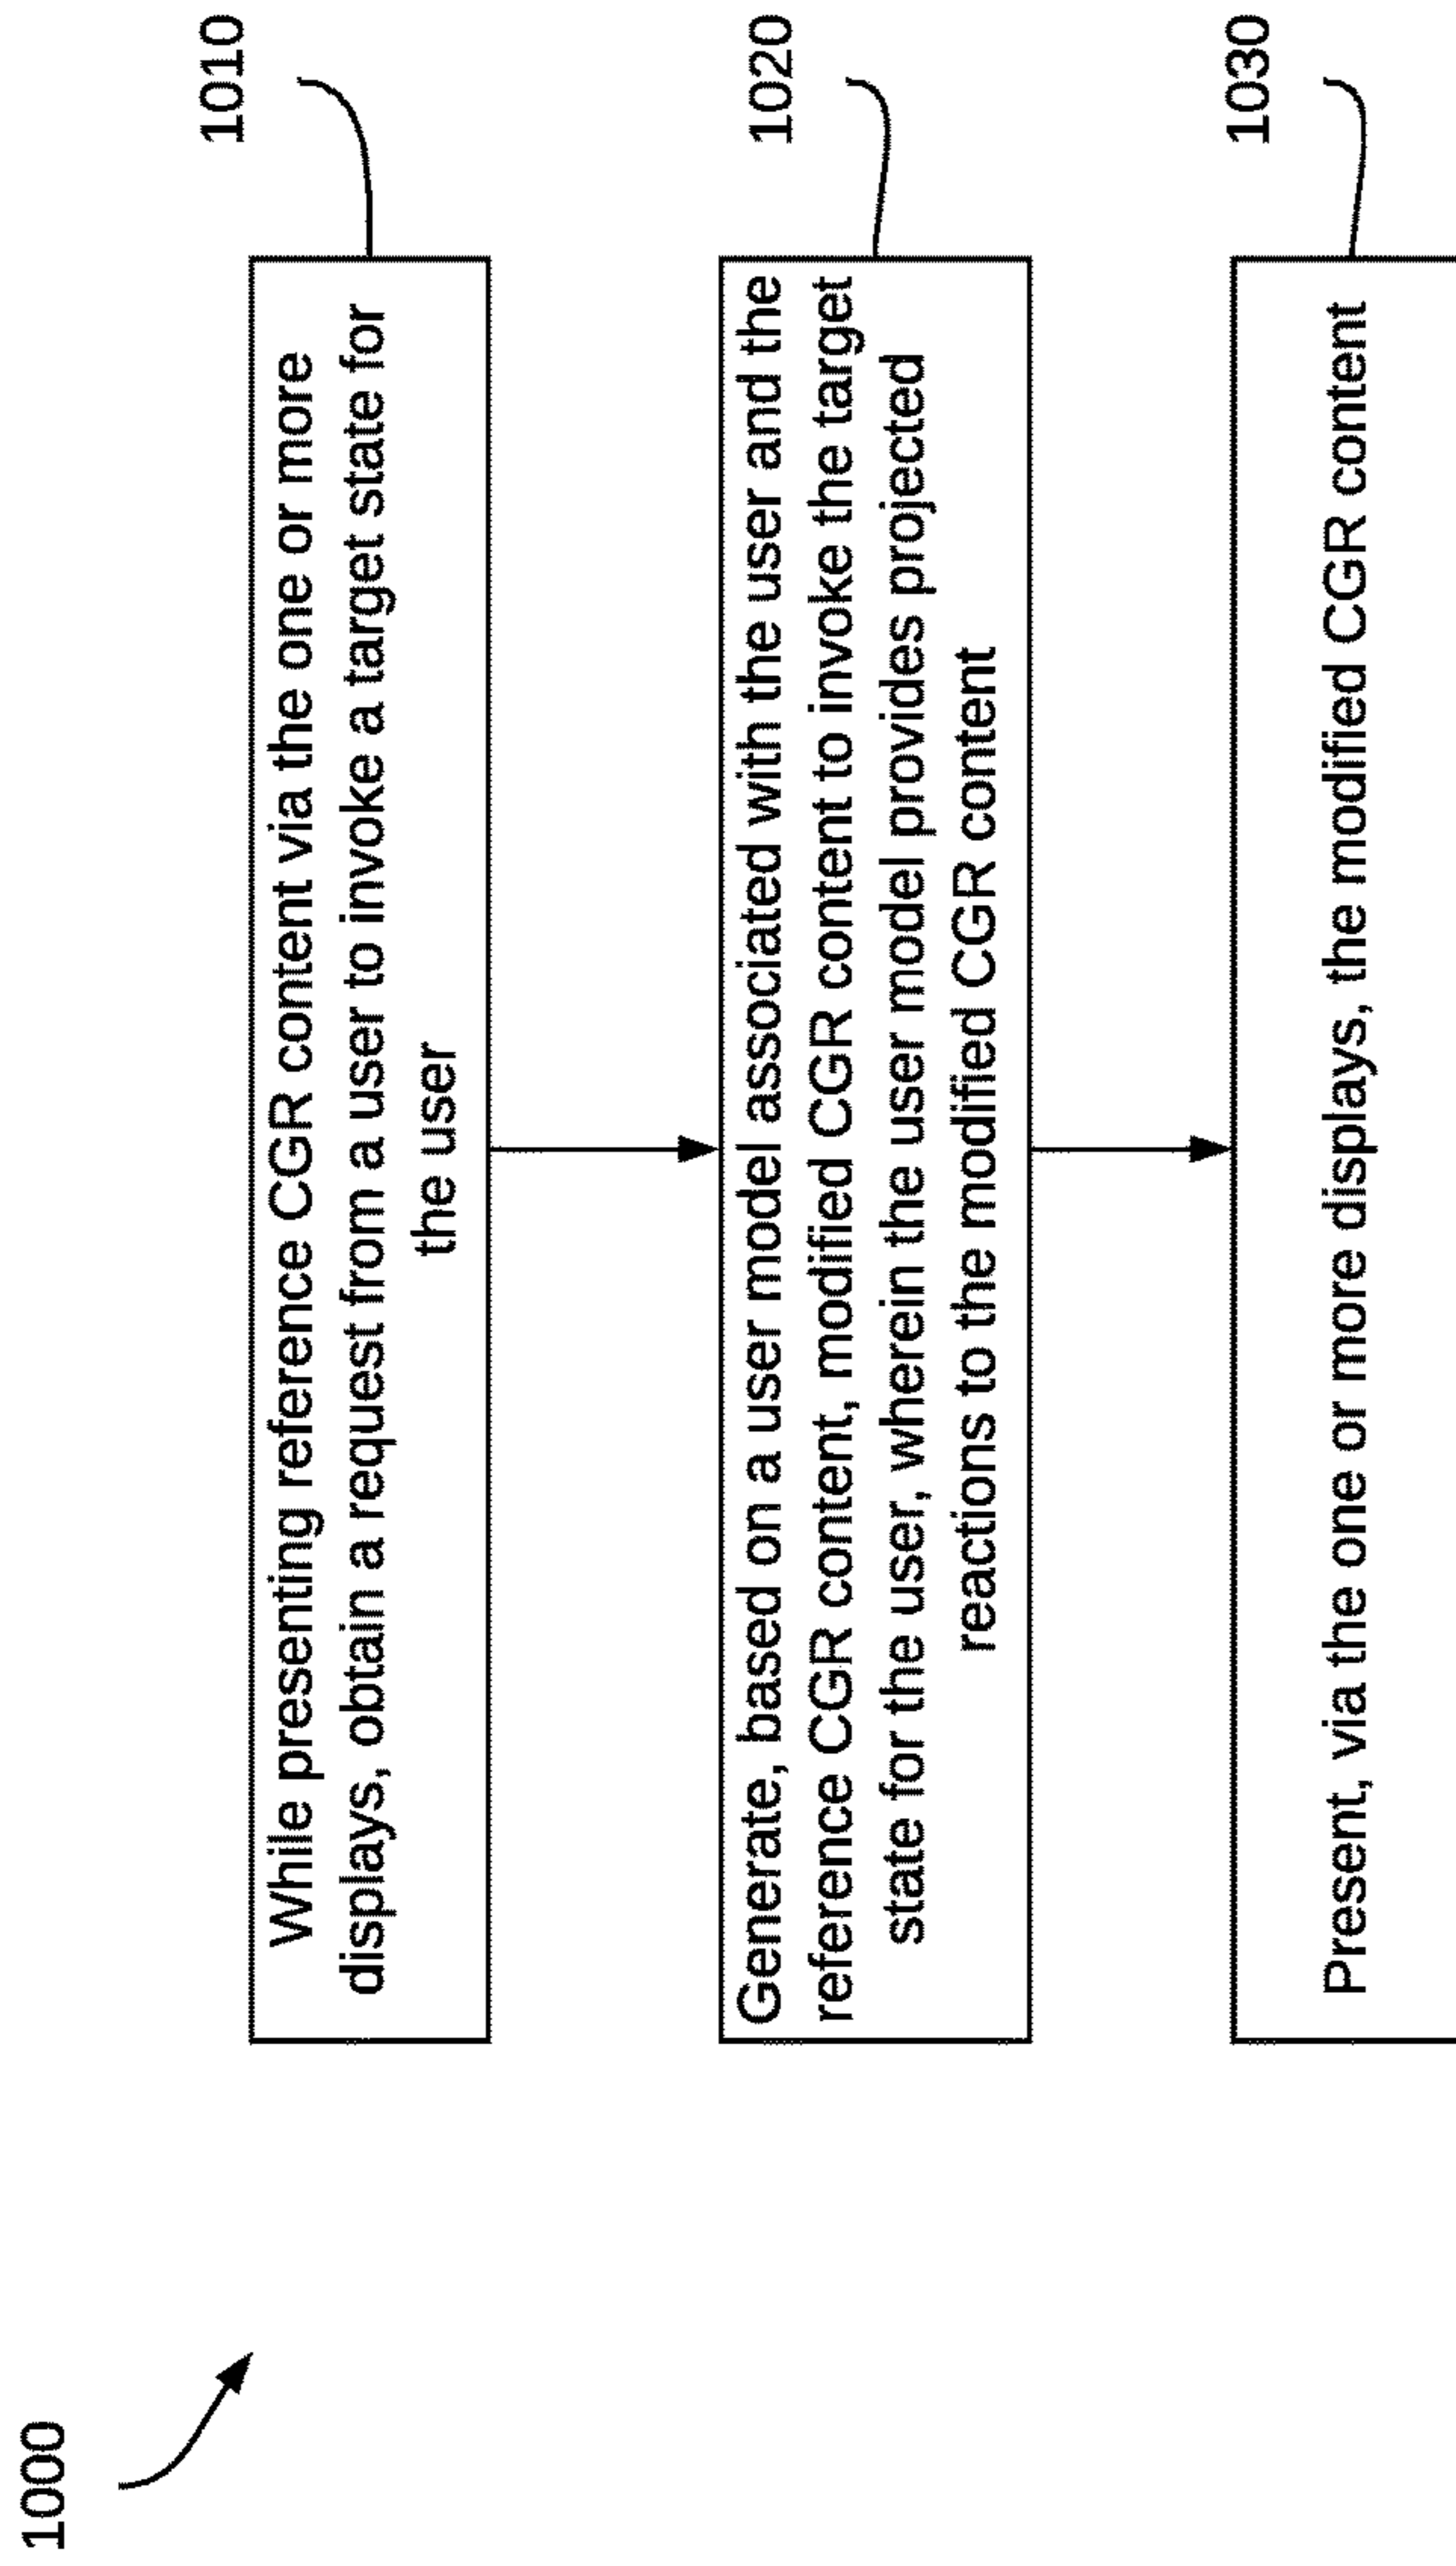 1000
1010
While presenting reference CGR content via the one or more
displays, obtain a request from a user to invoke a target state for
the user
1020
Generate, based on a user model associated with the user and the
reference CGR content, modified CGR content to invoke the target
state for the user, wherein the user model provides projected
reactions to the modified CGR content
1030
Present, via the one or more displays, the modified CGR content